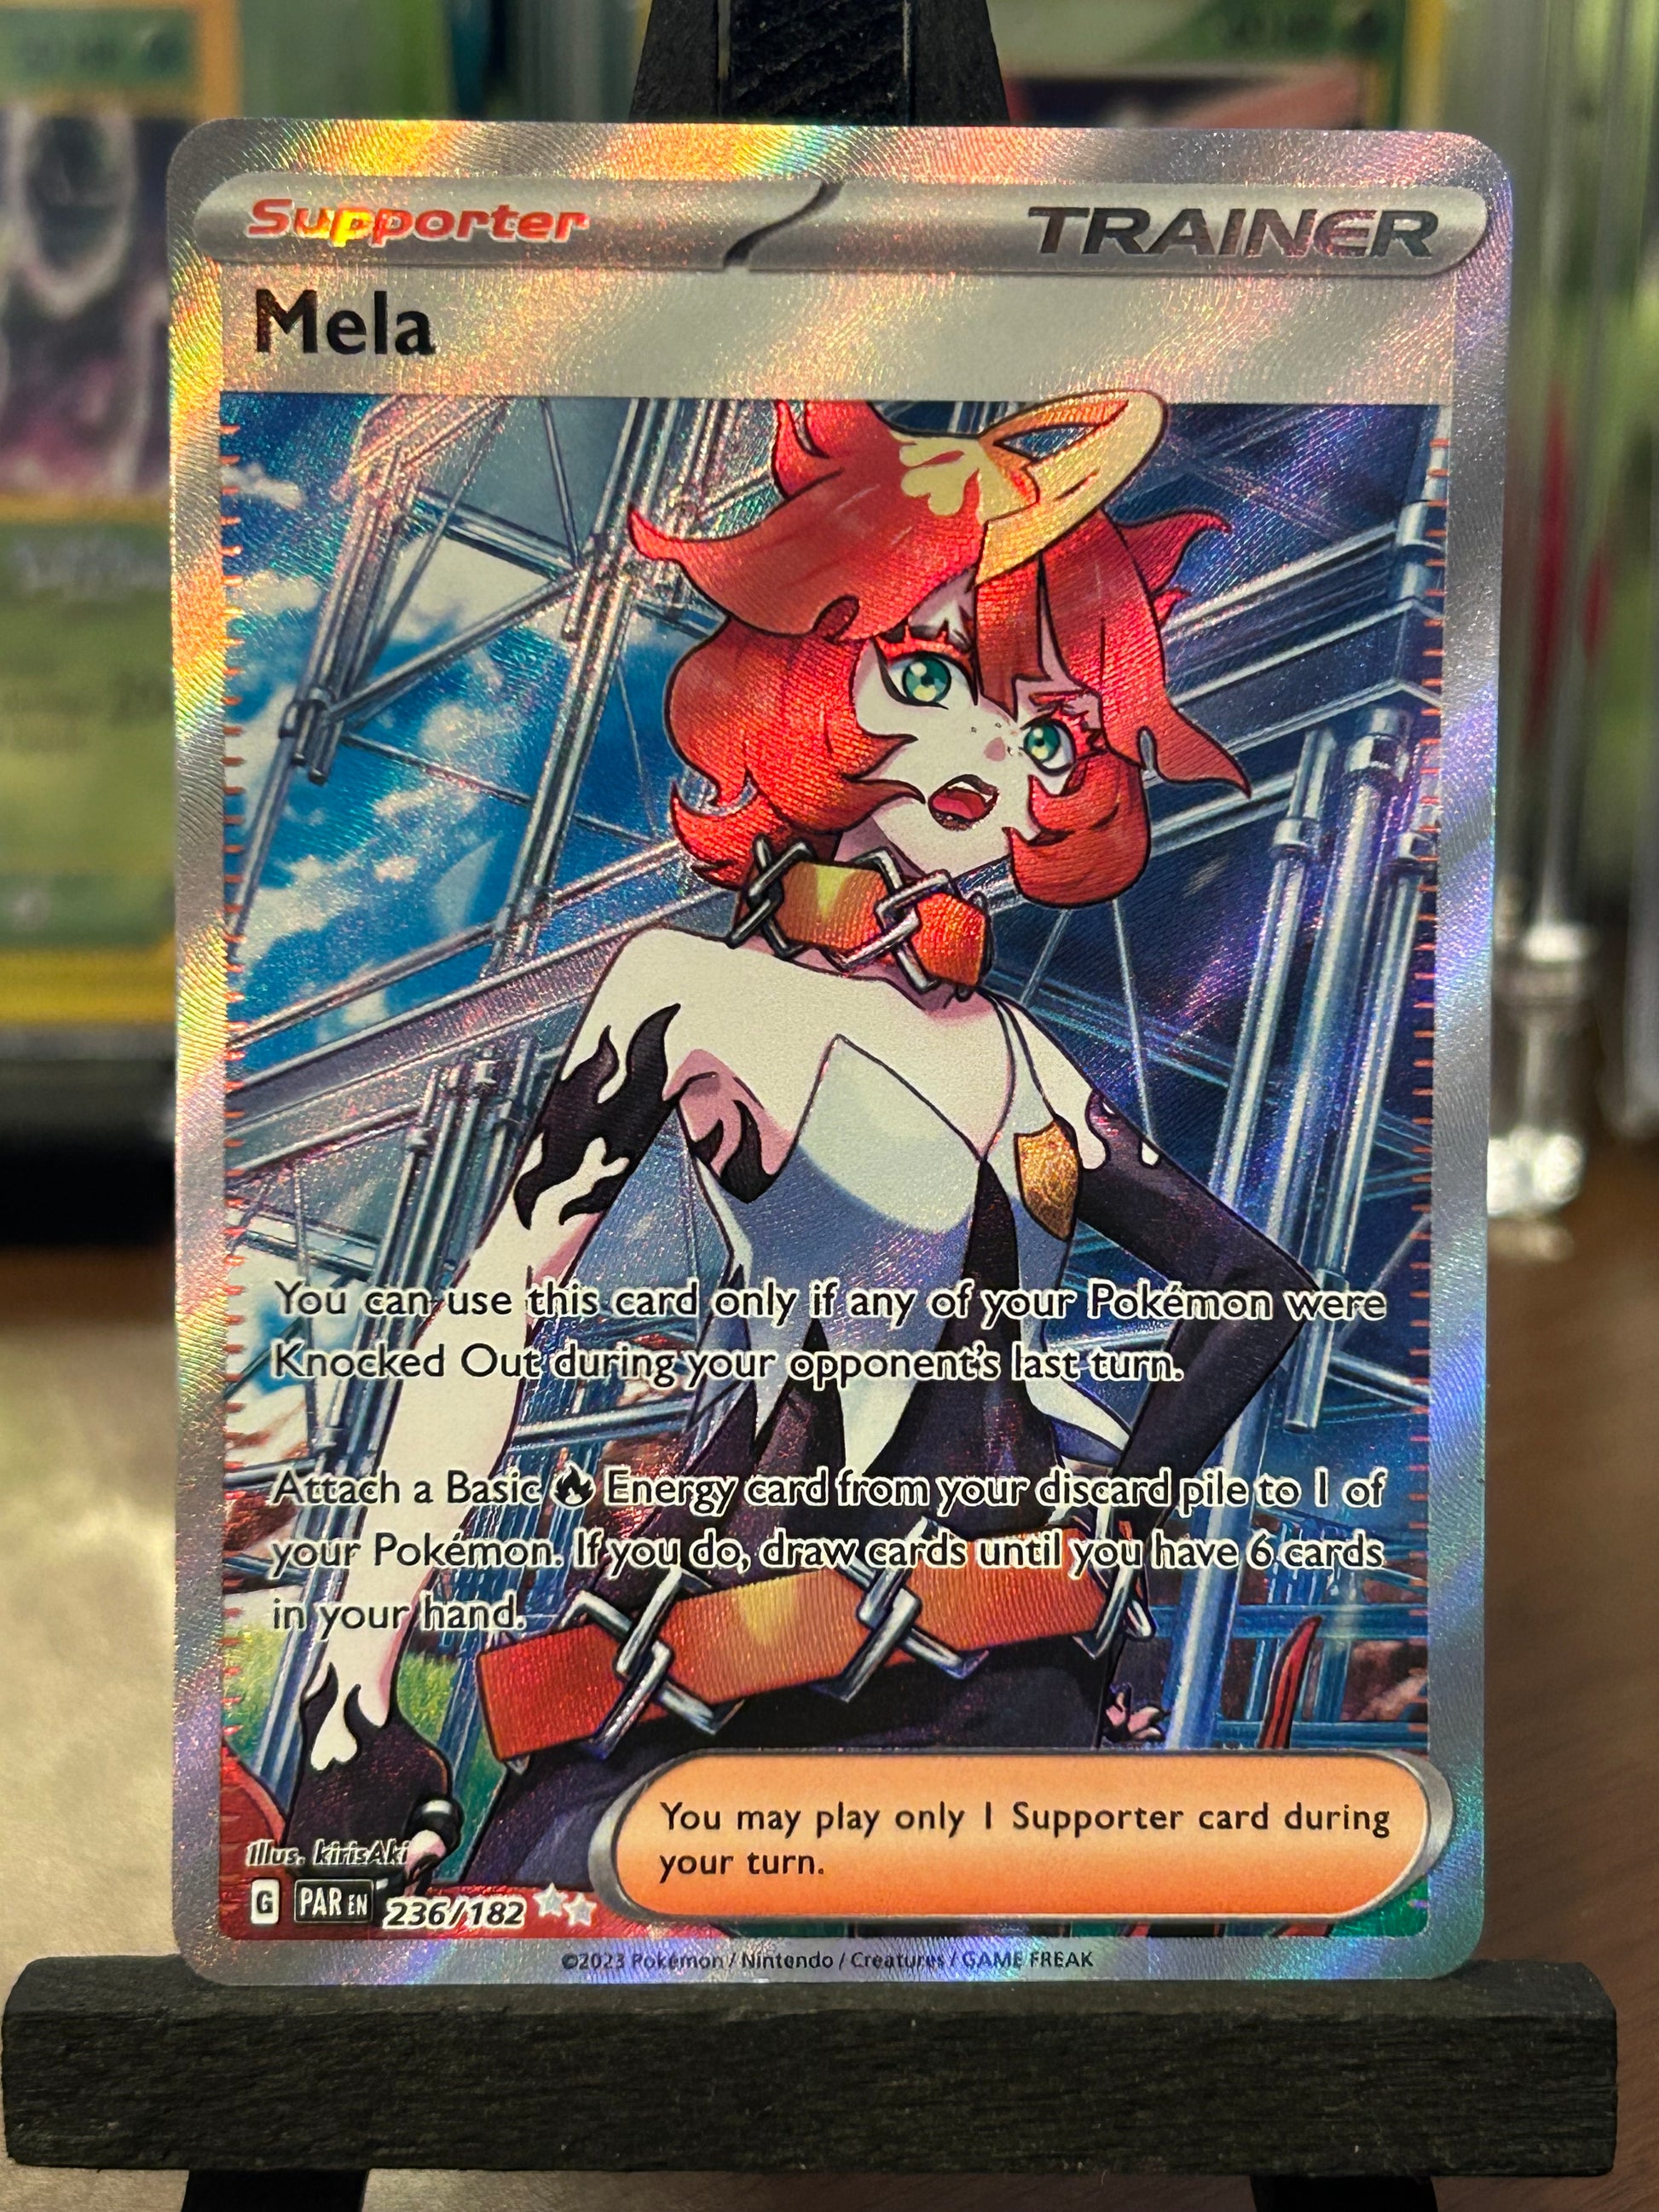 Supporter
TRAINER
Mela
You can use this card only if any of your Pokémon were
Knocked Out during your opponent's last turn.
Attach a Basic Energy card from your discard pile to 1 of
your Pokémon. If you do, draw cards until you have 6 cards
in your hand.
You may play only 1 Supporter card during
your turn.
Illus. kirisAki
G PAR EN 236/182
©2023 Pokémon / Nintendo / Creatures / GAME FREAK